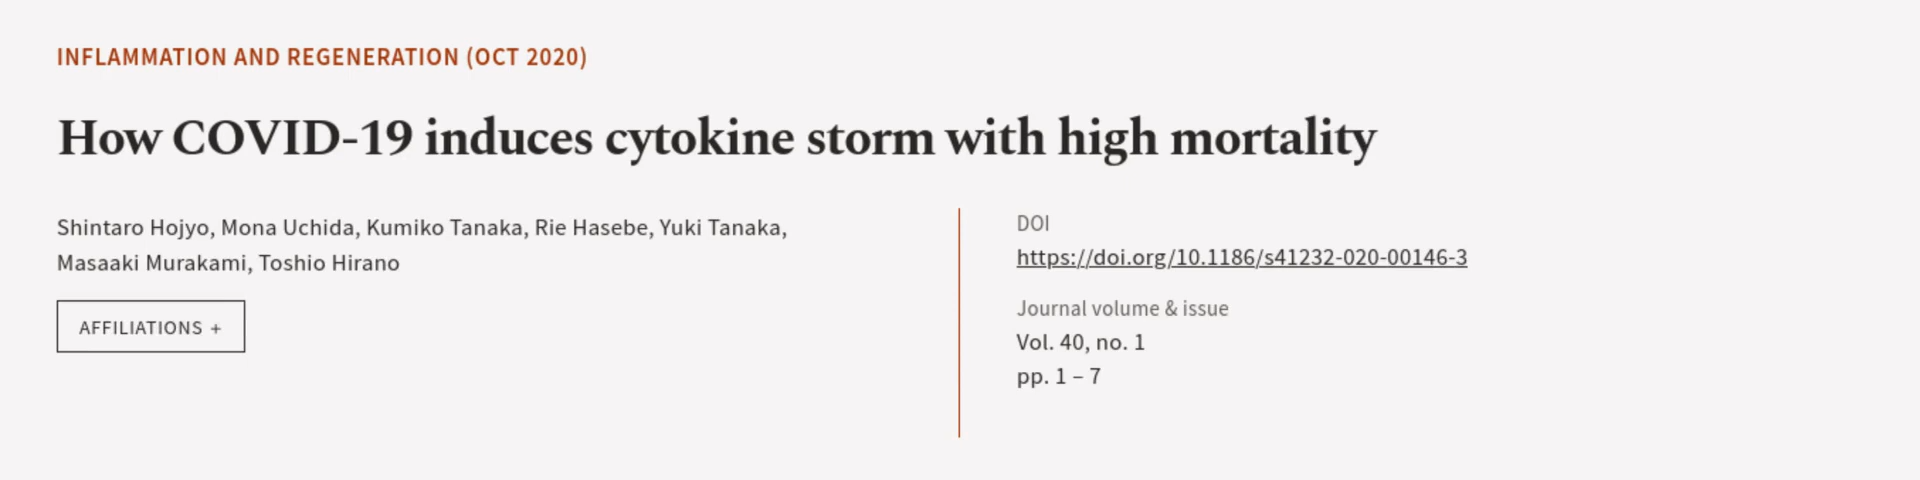 INFLAMMATION AND REGENERATION (OCT 2020)
How COVID-19 induces cytokine storm with high mortality
Shintaro Hojyo, Mona Uchida, Kumiko Tanaka, Rie Hasebe, Yuki Tanaka,
Masaaki Murakami, Toshio Hirano
AFFILIATIONS +
DOI
https://doi.org/10.1186/s41232-020-00146-3
Journal volume & issue
Vol. 40, no. 1
pp. 1 – 7